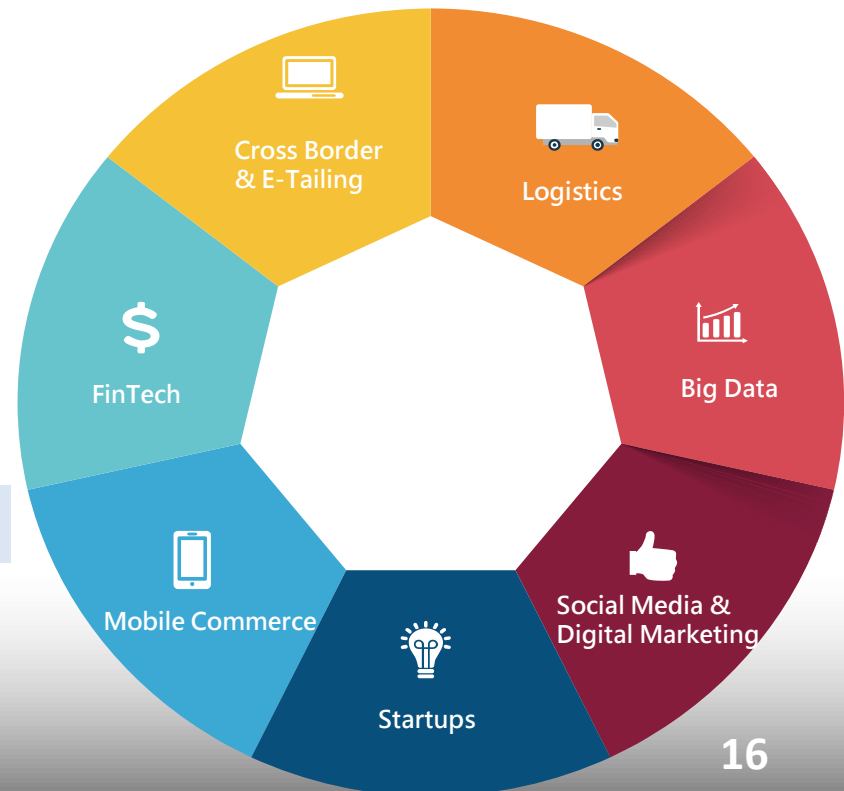 Cross Border
& E-Tailing
Logistics
FinTech
Big Data
Mobile Commerce
Social Media &
Digital Marketing
Startups
16